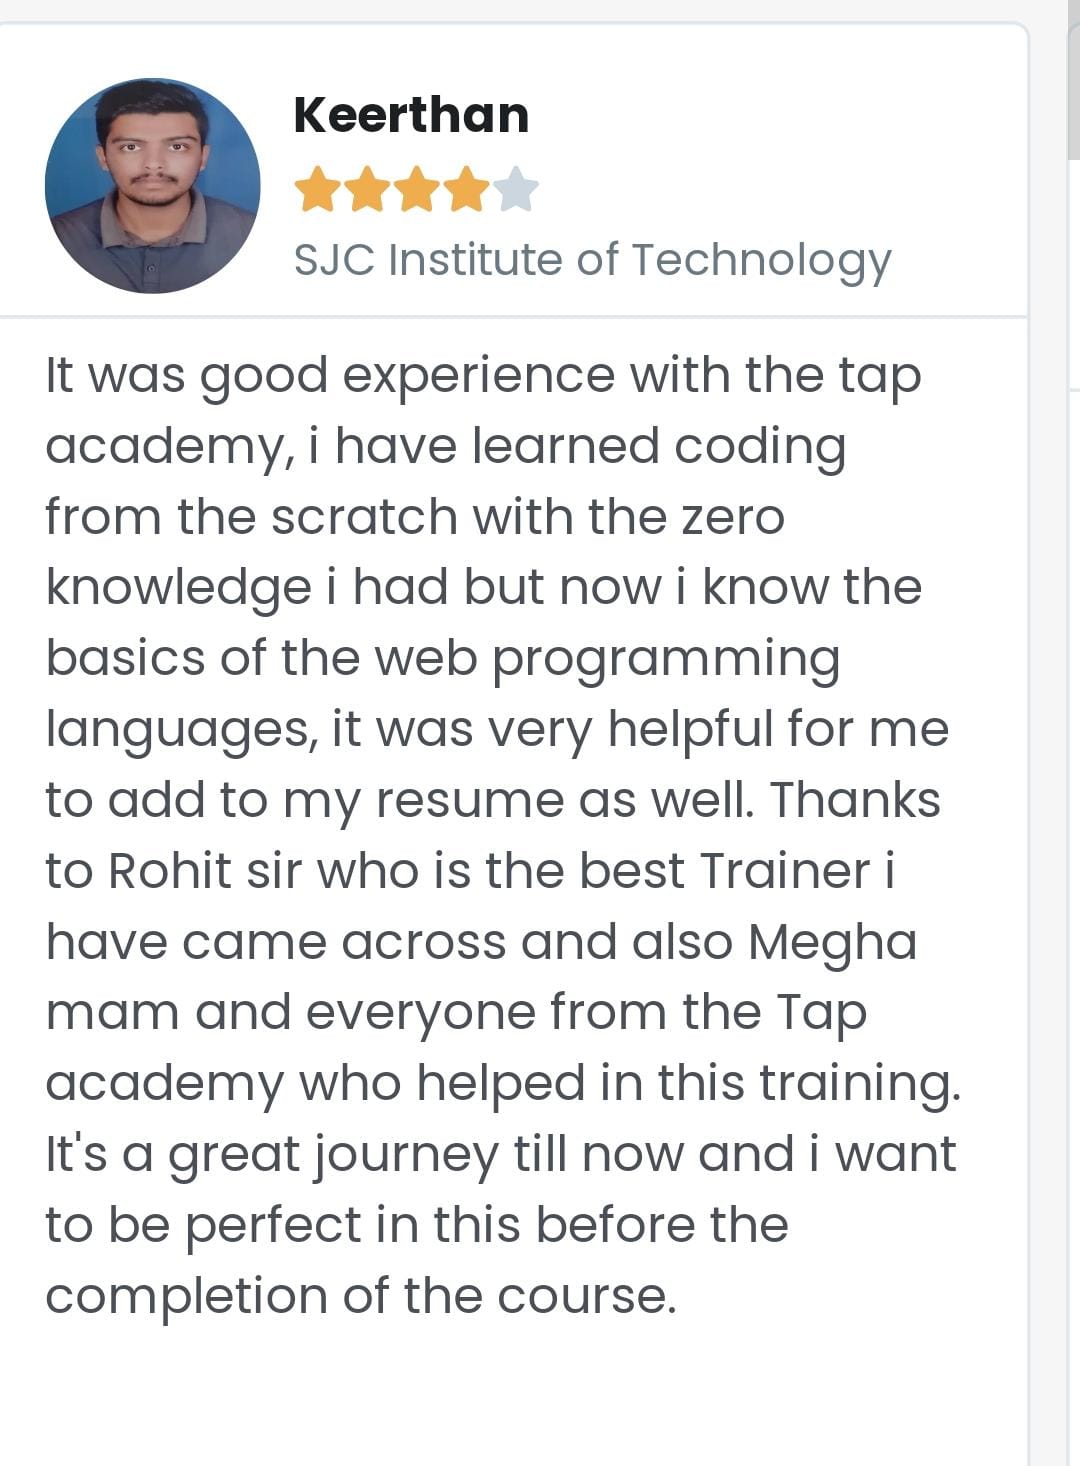 Keerthan
SJC Institute of Technology
It was good experience with the tap
academy, i have learned coding
from the scratch with the zero
knowledge i had but now i know the
basics of the web programming
languages, it was very helpful for me
to add to my resume as well. Thanks
to Rohit sir who is the best Trainer i
have came across and also Megha
mam and everyone from the Tap
academy who helped in this training.
It's a great journey till now and i want
to be perfect in this before the
completion of the course.